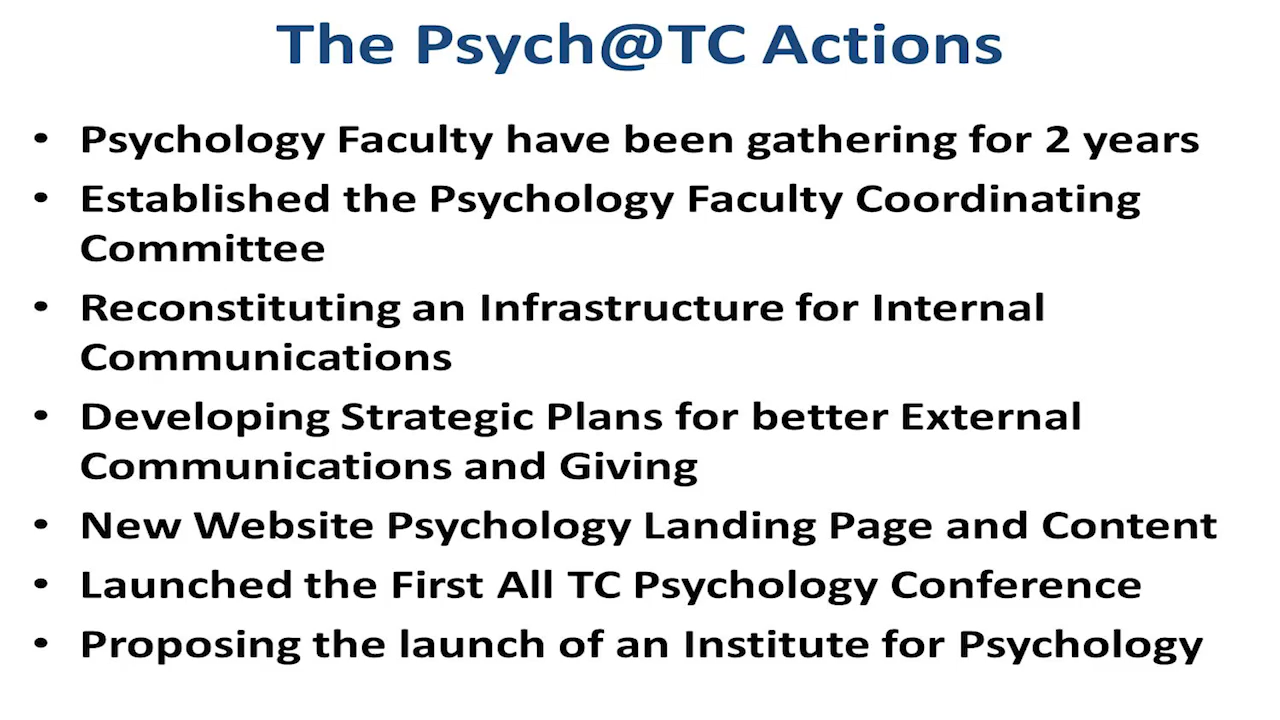 The Psych@TC Actions
• Psychology Faculty have been gathering for 2 years
• Established the Psychology Faculty Coordinating
Committee
• Reconstituting an Infrastructure for Internal
Communications
• Developing Strategic Plans for better External
Communications and Giving
• New Website Psychology Landing Page and Content
• Launched the First All TC Psychology Conference
• Proposing the launch of an Institute for Psychology